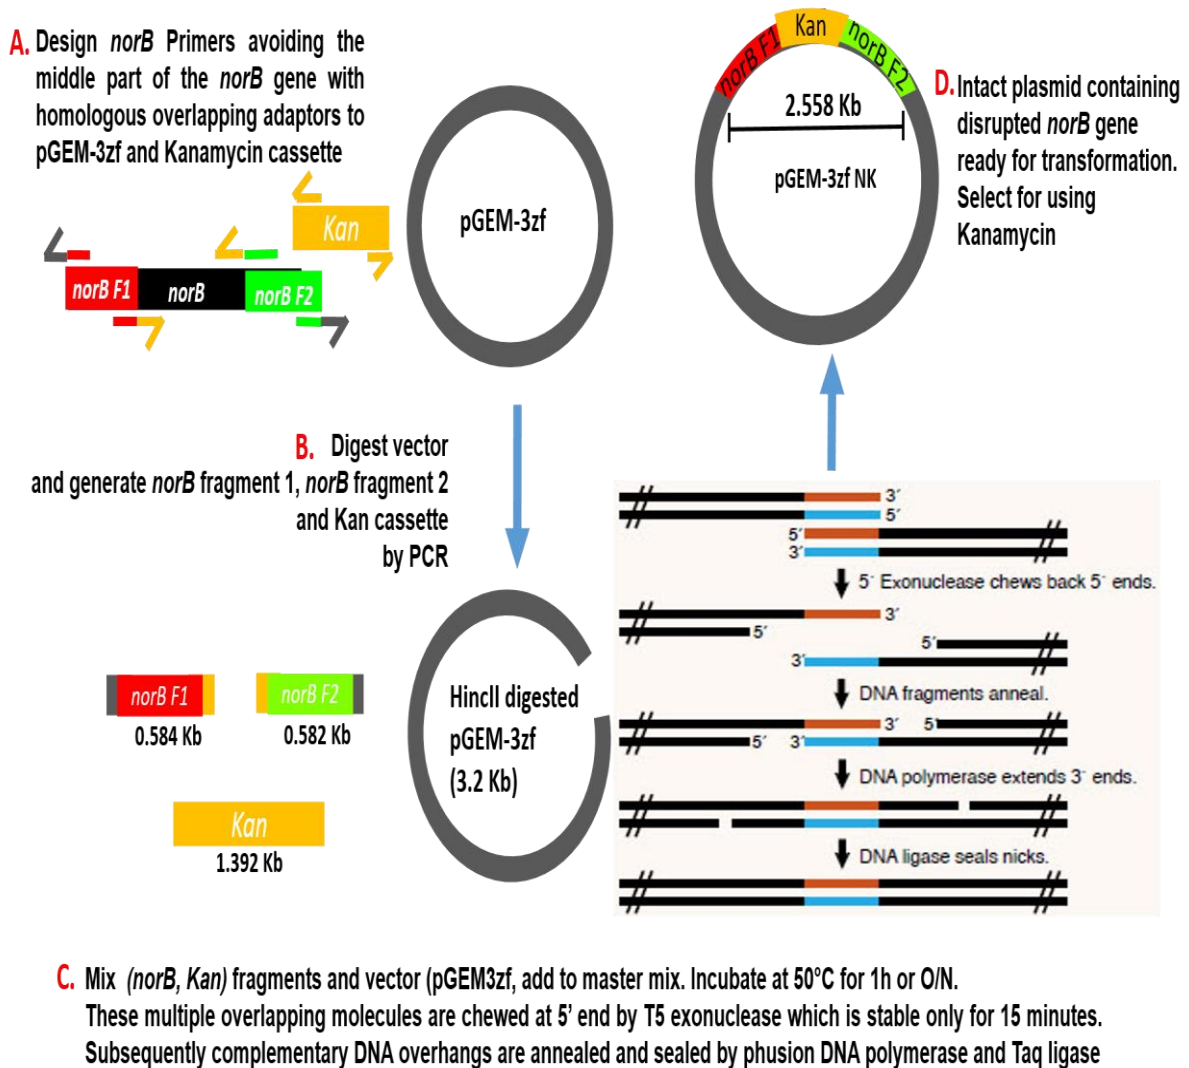 A. Design norB Primers avoiding the
middle part of the norB gene with
homologous overlapping adaptors to
pGEM-3zf and Kanamycin cassette
Kan
norB F1
norB
norB F2
pGEM-3zf
norB F1
Kan
norB F2
2.558 Kb
pGEM-3zf NK
D. Intact plasmid containing
disrupted norB gene
ready for transformation.
Select for using
Kanamycin
B. Digest vector
and generate norB fragment 1, norB fragment 2
and Kan cassette
by PCR
norB F1
0.584 Kb
norB F2
0.582 Kb
Kan
1.392 Kb
HincII digested
pGEM-3zf
(3.2 Kb)
3′
5′
5′
3′
5′ Exonuclease chews back 5′ ends.
3′
5′
5′
3′
DNA fragments anneal.
3′ 5′
5′ 3′
DNA polymerase extends 3′ ends.
DNA ligase seals nicks.
C. Mix (norB, Kan) fragments and vector (pGEM3zf, add to master mix. Incubate at 50°C for 1h or O/N.
These multiple overlapping molecules are chewed at 5' end by T5 exonuclease which is stable only for 15 minutes.
Subsequently complementary DNA overhangs are annealed and sealed by phusion DNA polymerase and Taq ligase